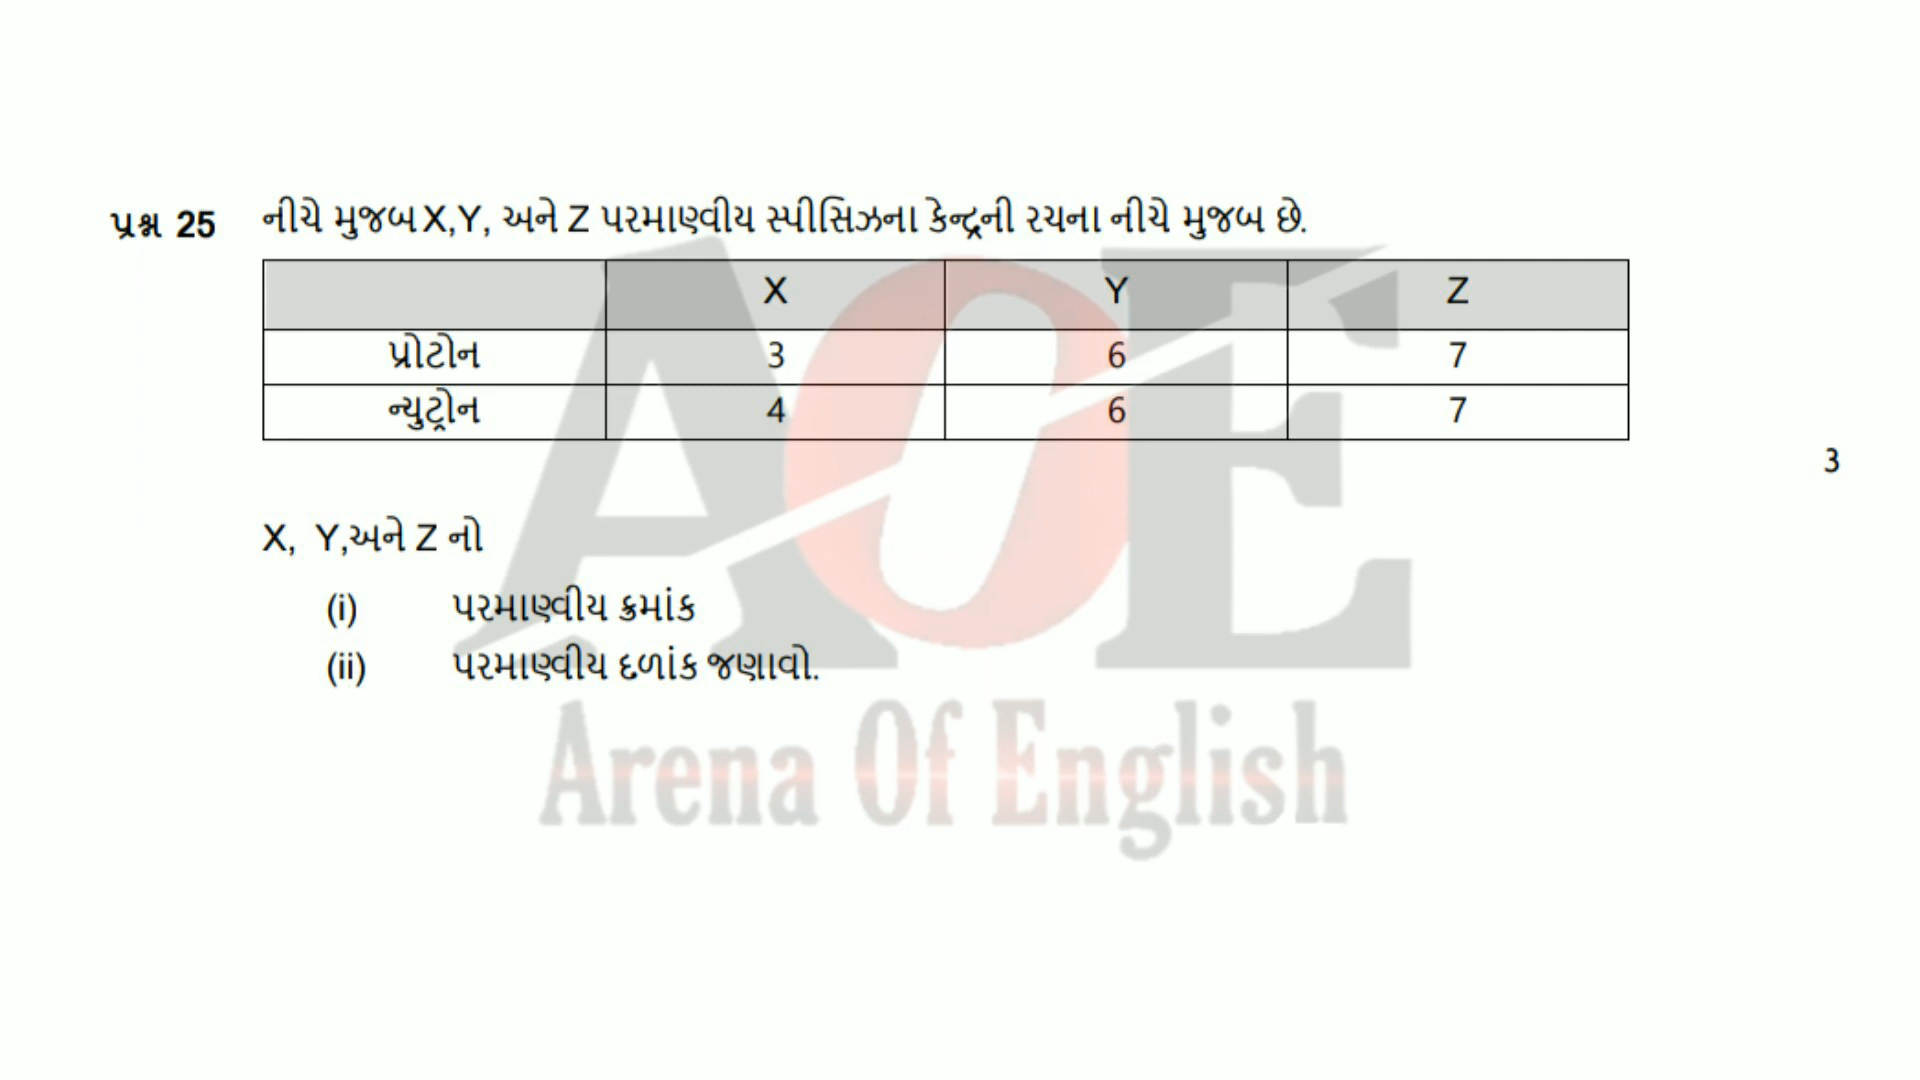 પ્રશ્ન 25 નીચે મુજબ X,Y, અને Z પરમાણ્વીય સ્પીસિઝના કેન્દ્રની રચના નીચે મુજબ છે.
X Y Z
પ્રોટોન 3 6 7
ન્યુટ્રોન 4 6 7
3
X, Y,અને Z નો
(i) પરમાણ્વીય ક્રમાંક
(ii) પરમાણ્વીય દળાંક જણાવો.
AOE
Arena Of English